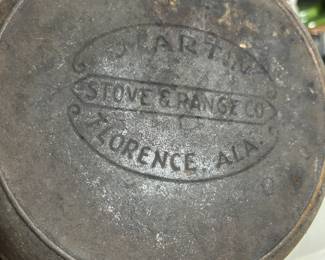 MARTIN
STOVE & RANGE CO
FLORENCE, ALA.